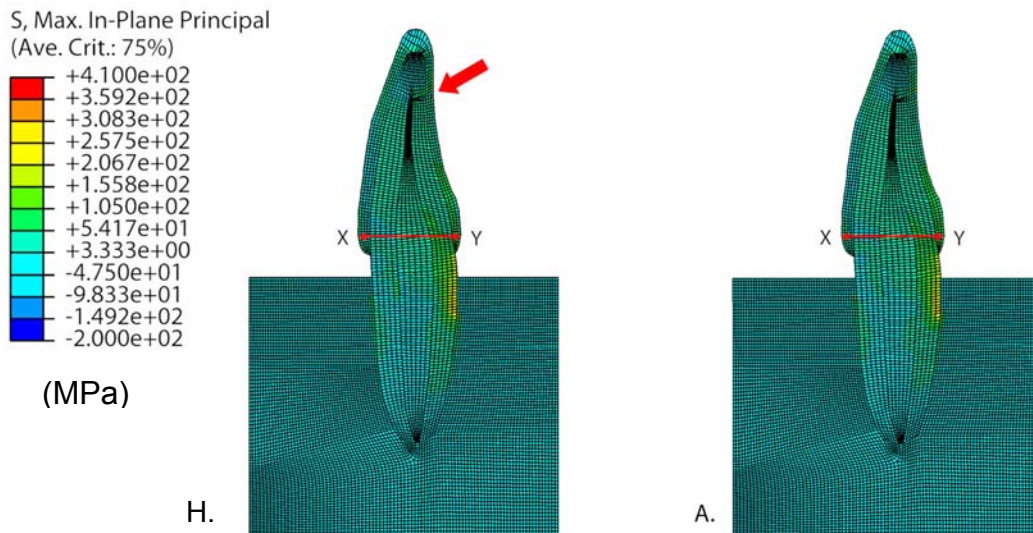 S, Max. In-Plane Principal
(Ave. Crit.: 75%)
+4.100e+02
+3.592e+02
+3.083e+02
+2.575e+02
+2.067e+02
+1.558e+02
+1.050e+02
+5.417e+01
+3.333e+00
-4.750e+01
-9.833e+01
-1.492e+02
-2.000e+02
(MPa)
X Y
X Y
H.
A.